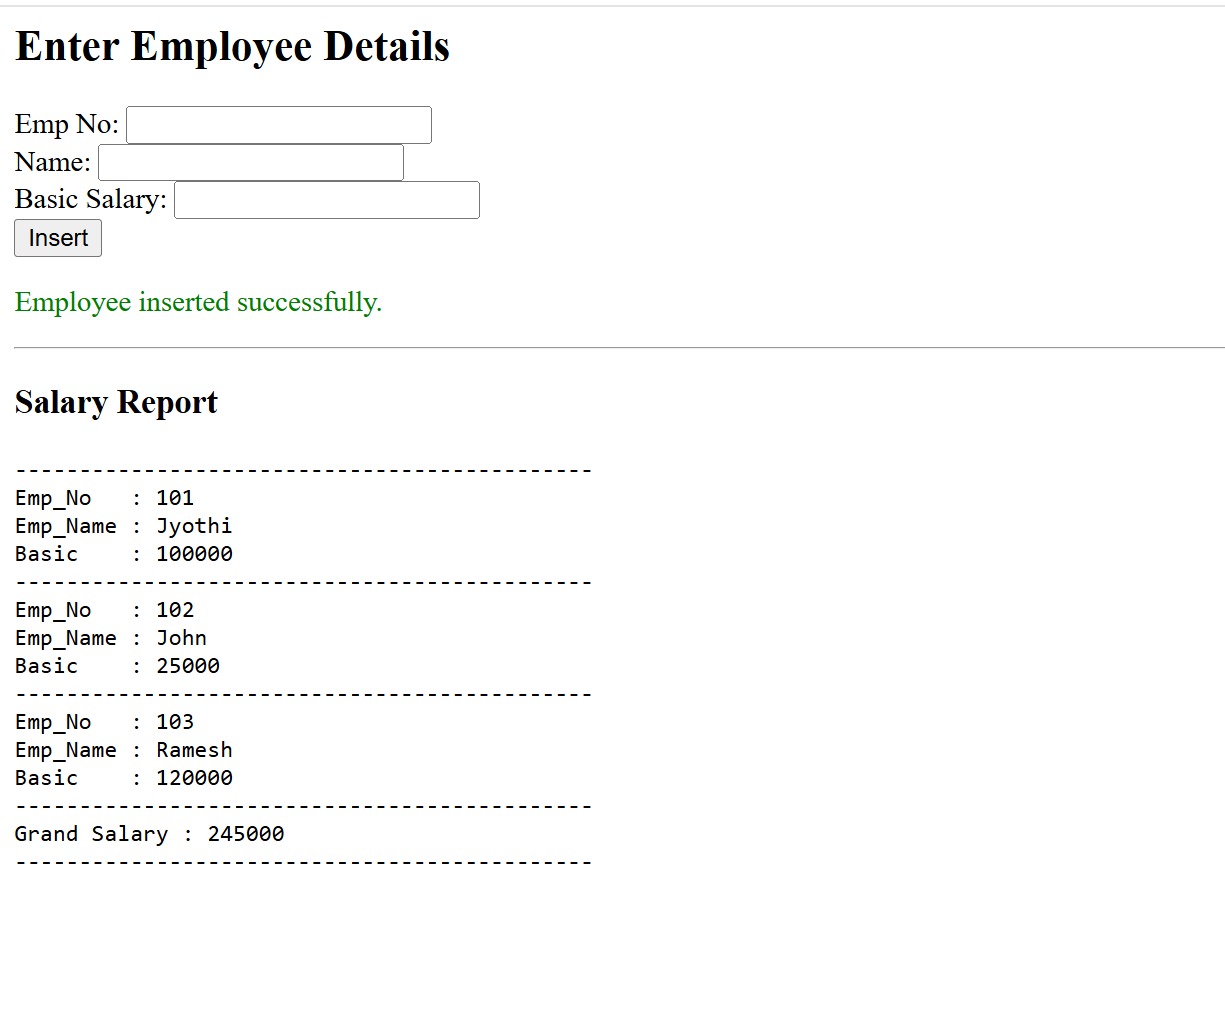 Enter Employee Details
Emp No:
Name:
Basic Salary:
Insert
Employee inserted successfully.
Salary Report
---------------------------------------------
Emp_No   : 101
Emp_Name : Jyothi
Basic    : 100000
---------------------------------------------
Emp_No   : 102
Emp_Name : John
Basic    : 25000
---------------------------------------------
Emp_No   : 103
Emp_Name : Ramesh
Basic    : 120000
---------------------------------------------
Grand Salary : 245000
---------------------------------------------